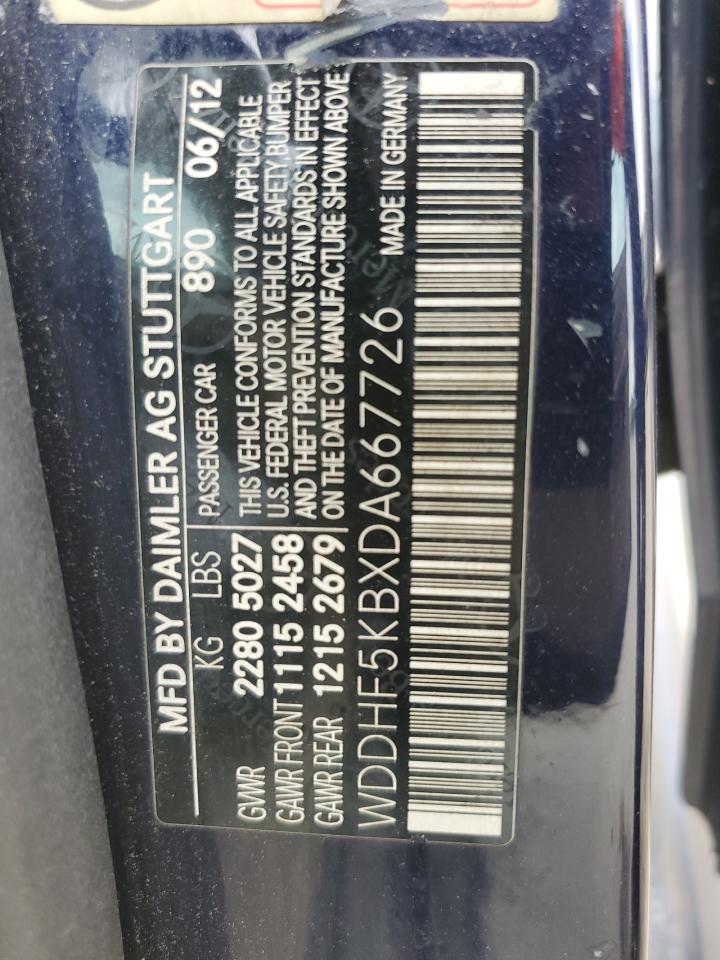 MFD BY DAIMLER AG STUTTGART
KG LBS PASSENGER CAR 890 06/12
GWR 2280 5027 THIS VEHICLE CONFORMS TO ALL APPLICABLE
U.S. FEDERAL MOTOR VEHICLE SAFETY, BUMPER
GAWR FRONT 1115 2458 AND THEFT PREVENTION STANDARDS IN EFFECT
GAWR REAR 1215 2679 ON THE DATE OF MANUFACTURE SHOWN ABOVE
WDDHF5KBXDA667726 MADE IN GERMANY